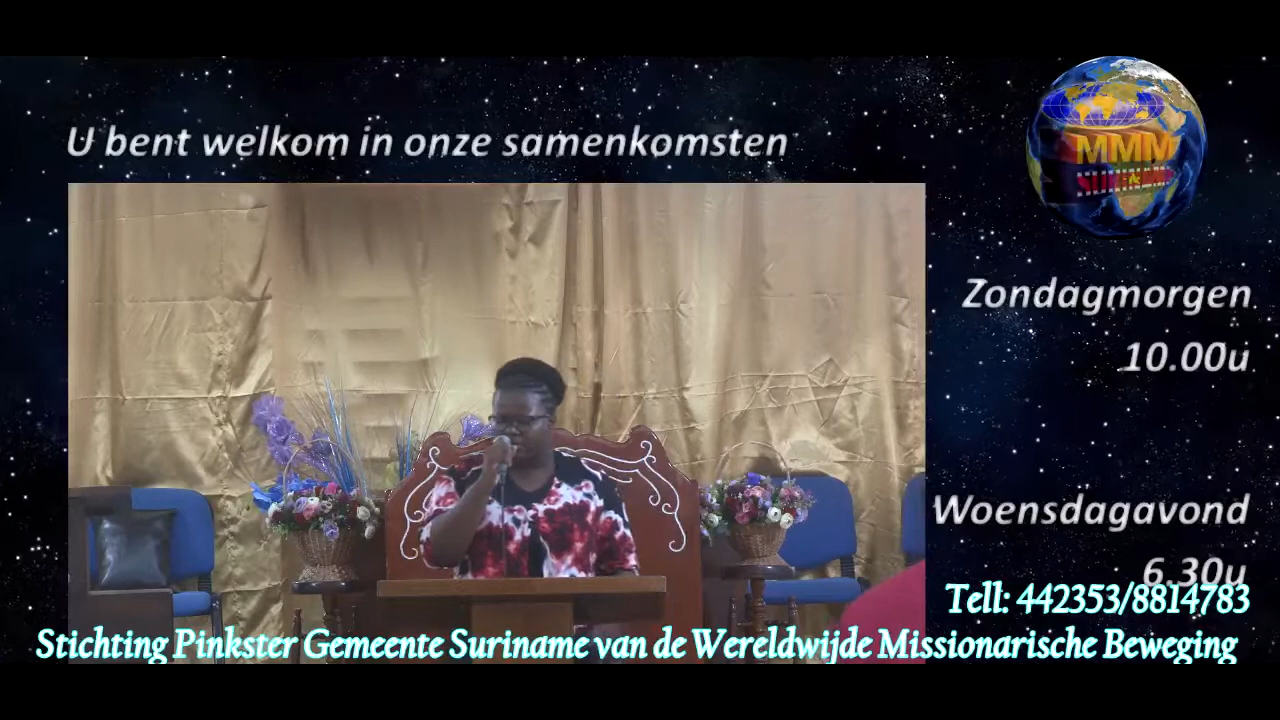 U bent welkom in onze samenkomsten
MMM
SURINAME
Zondagmorgen
10.00u
Woensdagavond
6.30u
Tell: 442353/8814783
Stichting Pinkster Gemeente Suriname van de Wereldwijde Missionarische Beweging